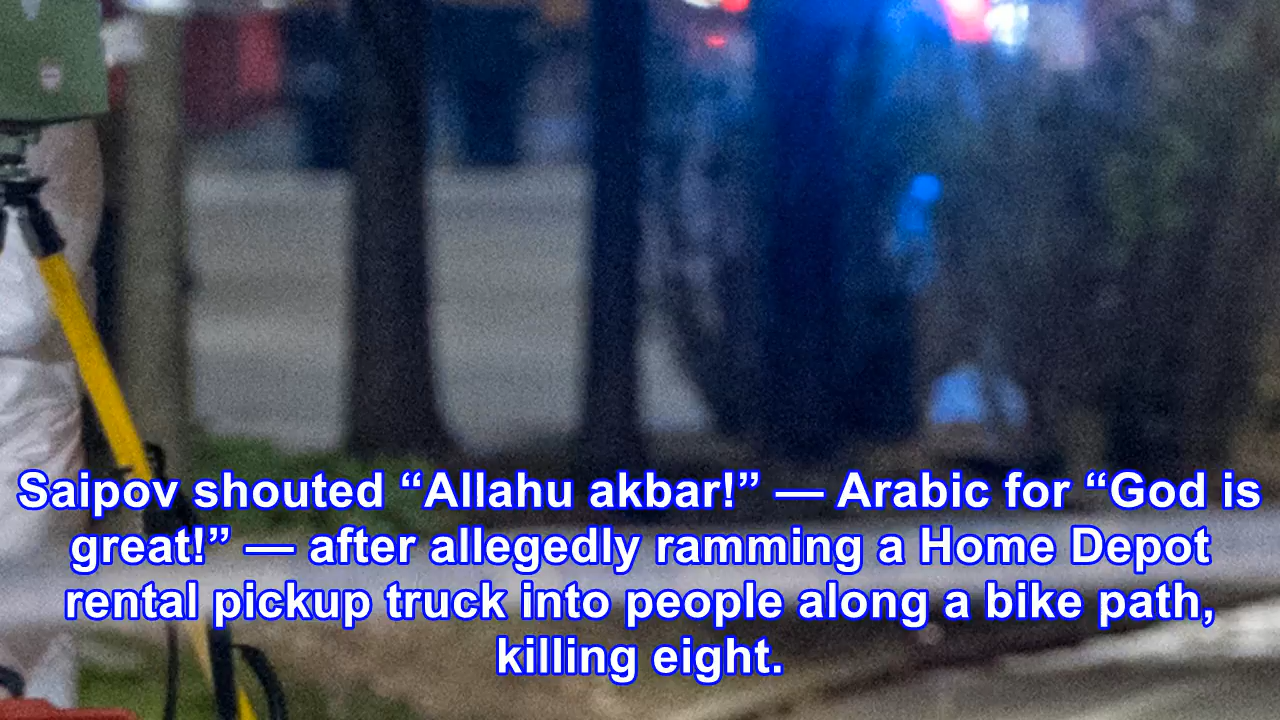 Saipov shouted “Allahu akbar!” — Arabic for “God is
great!” — after allegedly ramming a Home Depot
rental pickup truck into people along a bike path,
killing eight.